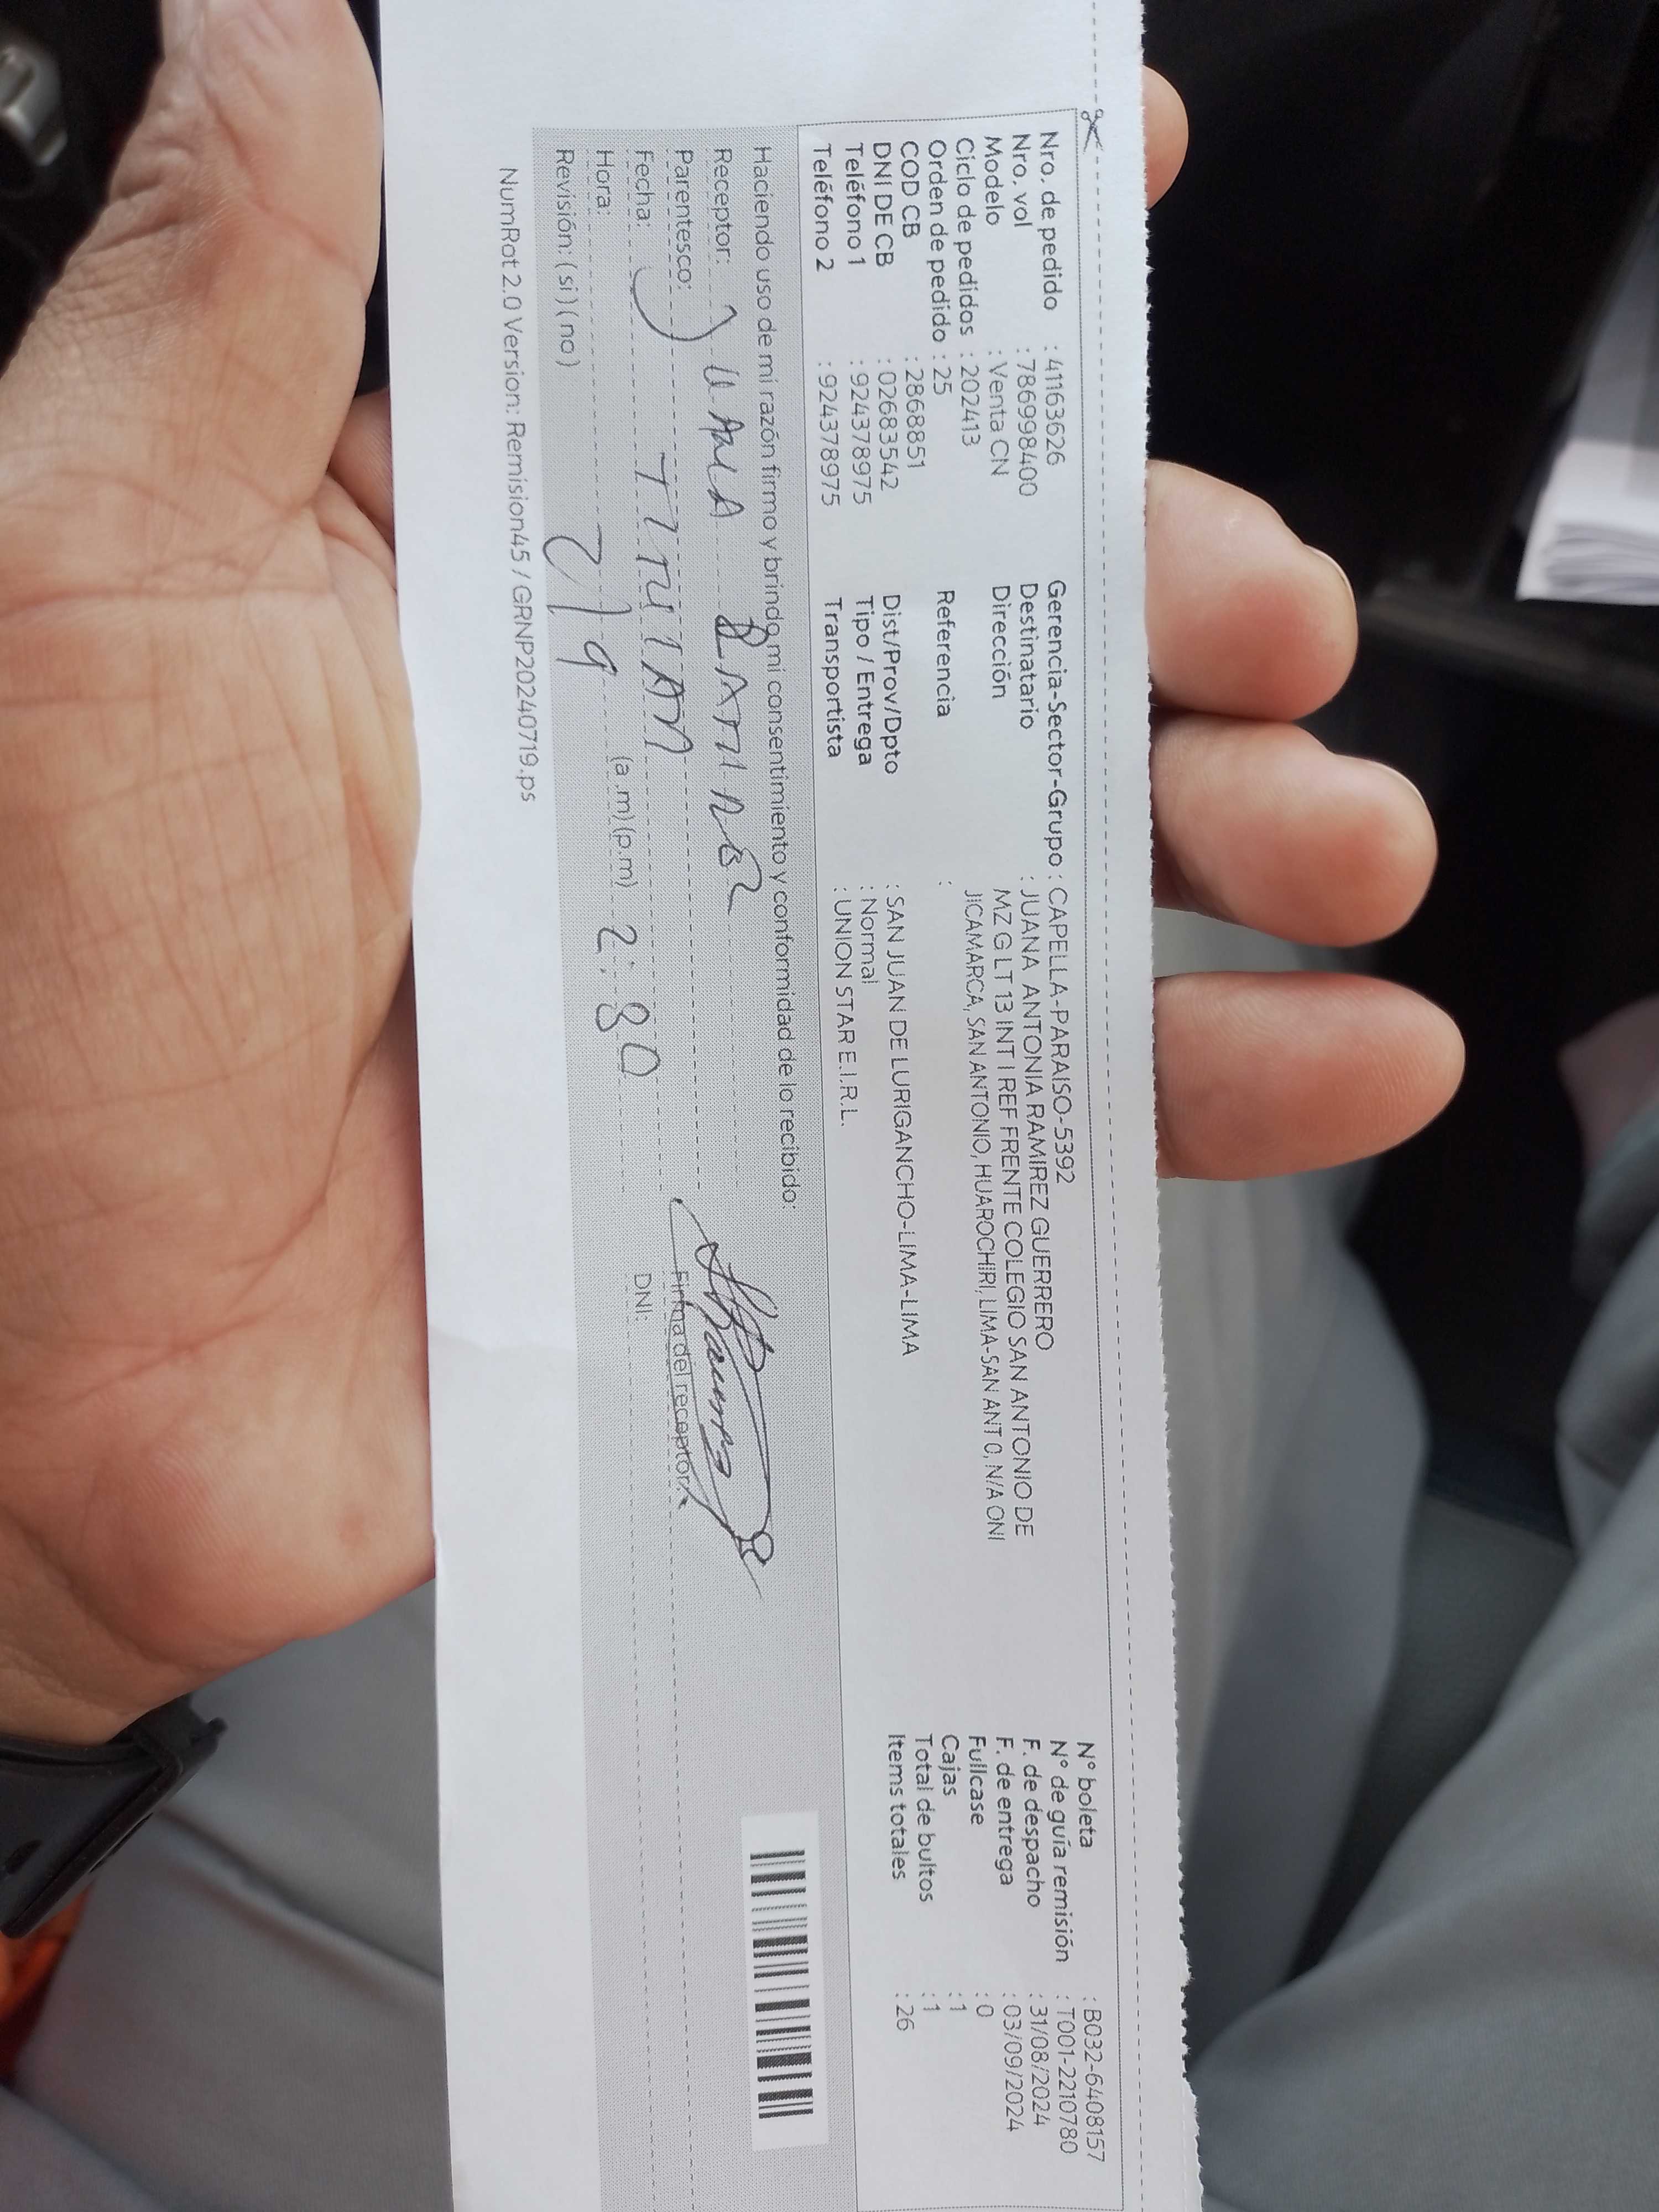 Nro. de pedido : 41163626
Nro. vol : 7869998400
Modelo : Venta CN
Ciclo de pedidos : 202413
Orden de pedido : 25
COD CB : 2868851
DNI DE CB : 02683542
Teléfono 1 : 924378975
Teléfono 2 : 924378975
Gerencia-Sector-Grupo : CAPELLA-PARAISO-5392
Destinatario : JUANA ANTONIA RAMIREZ GUERRERO
Dirección MZ G LT 13 INT I REF FRENTE COLEGIO SAN ANTONIO DE
JICAMARCA, SAN ANTONIO, HUAROCHIRI, LIMA-SAN ANT O, N/A ONI
Referencia :
Dist/Prov/Dpto : SAN JUAN DE LURIGANCHO-LIMA-LIMA
Tipo / Entrega : Normal
Transportista : UNION STAR E.I.R.L.
N° boleta : B032-6408157
N° de guía remisión : T001-2210780
F. de despacho : 31/08/2024
F. de entrega : 03/09/2024
Fullcase : 0
Cajas : 1
Total de bultos : 1
Items totales : 26
Haciendo uso de mi razón firmo y brindo mi consentimiento y conformidad de lo recibido:
Receptor: JUANA RAMIREZ
Parentesco: TITULAR
Fecha:
Hora: (a.m)(p.m) 2:30
Revisión: (si) (no)
Firma del receptor
DNI:
NumRot 2.0 Version: Remision45 / GRNP20240719.ps